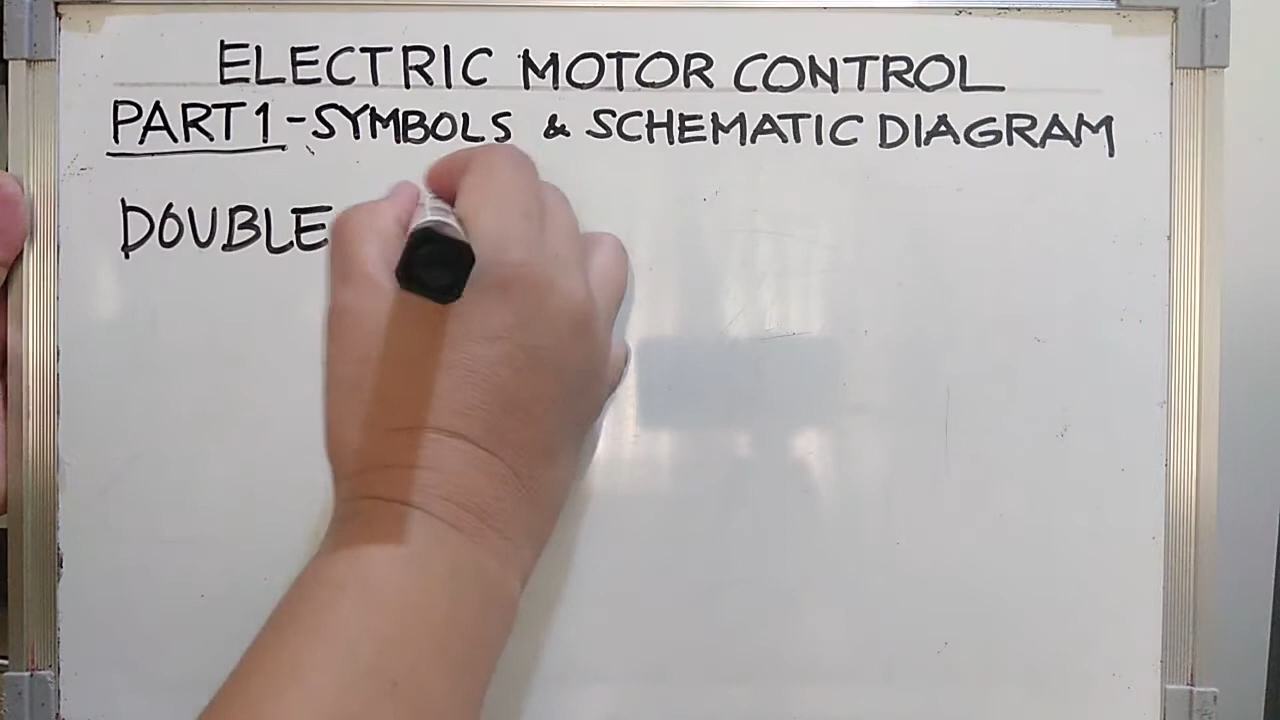 ELECTRIC MOTOR CONTROL
PART 1 - SYMBOLS & SCHEMATIC DIAGRAM
DOUBLE